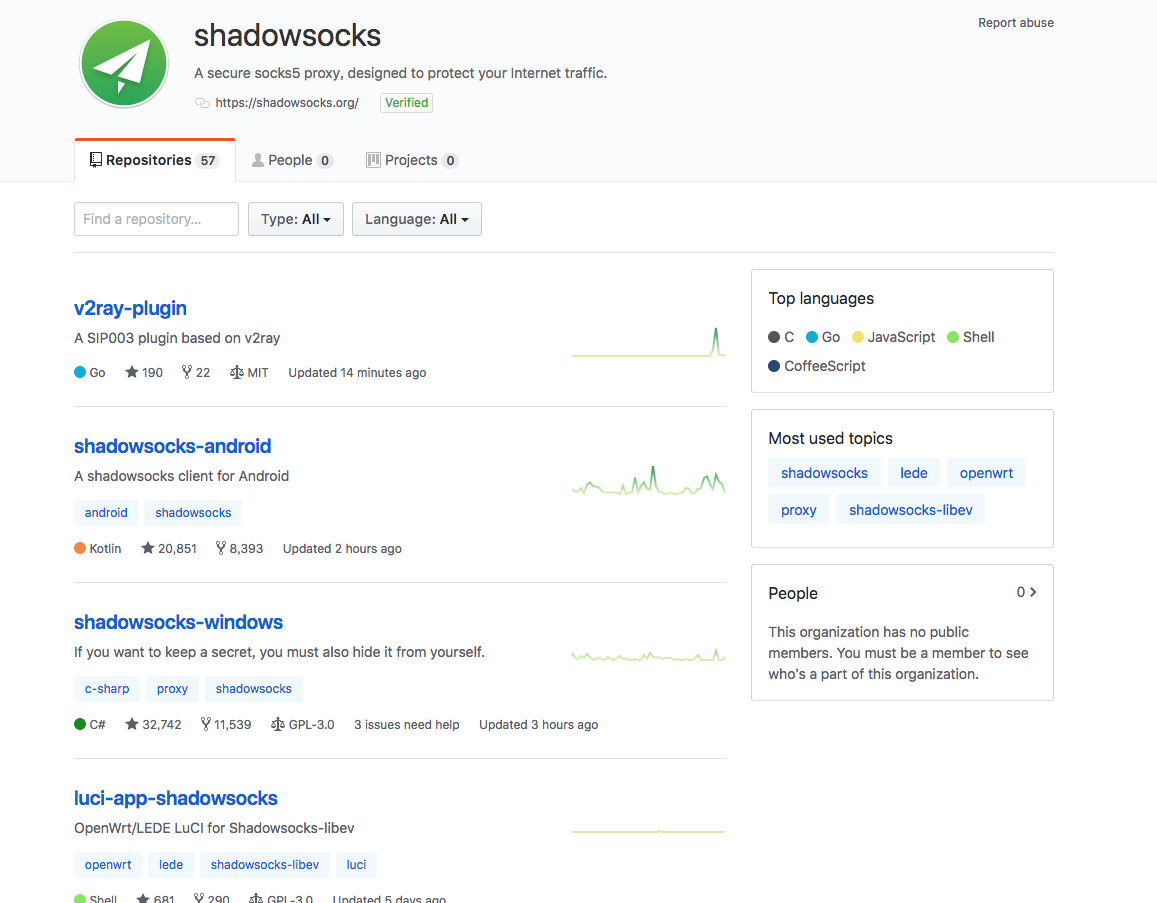 shadowsocks
Report abuse
A secure socks5 proxy, designed to protect your Internet traffic.
https://shadowsocks.org/ Verified
Repositories 57 People 0 Projects 0
Find a repository... Type: All Language: All
v2ray-plugin
A SIP003 plugin based on v2ray
Go 190 22 MIT Updated 14 minutes ago
shadowsocks-android
A shadowsocks client for Android
android shadowsocks
Kotlin 20,851 8,393 Updated 2 hours ago
shadowsocks-windows
If you want to keep a secret, you must also hide it from yourself.
c-sharp proxy shadowsocks
C# 32,742 11,539 GPL-3.0 3 issues need help Updated 3 hours ago
luci-app-shadowsocks
OpenWrt/LEDE LuCI for Shadowsocks-libev
openwrt lede shadowsocks-libev luci
Shell 681 290 GPL-3.0 Updated 5 days ago
Top languages
C Go JavaScript Shell
CoffeeScript
Most used topics
shadowsocks lede openwrt
proxy shadowsocks-libev
People 0
This organization has no public
members. You must be a member to see
who's a part of this organization.